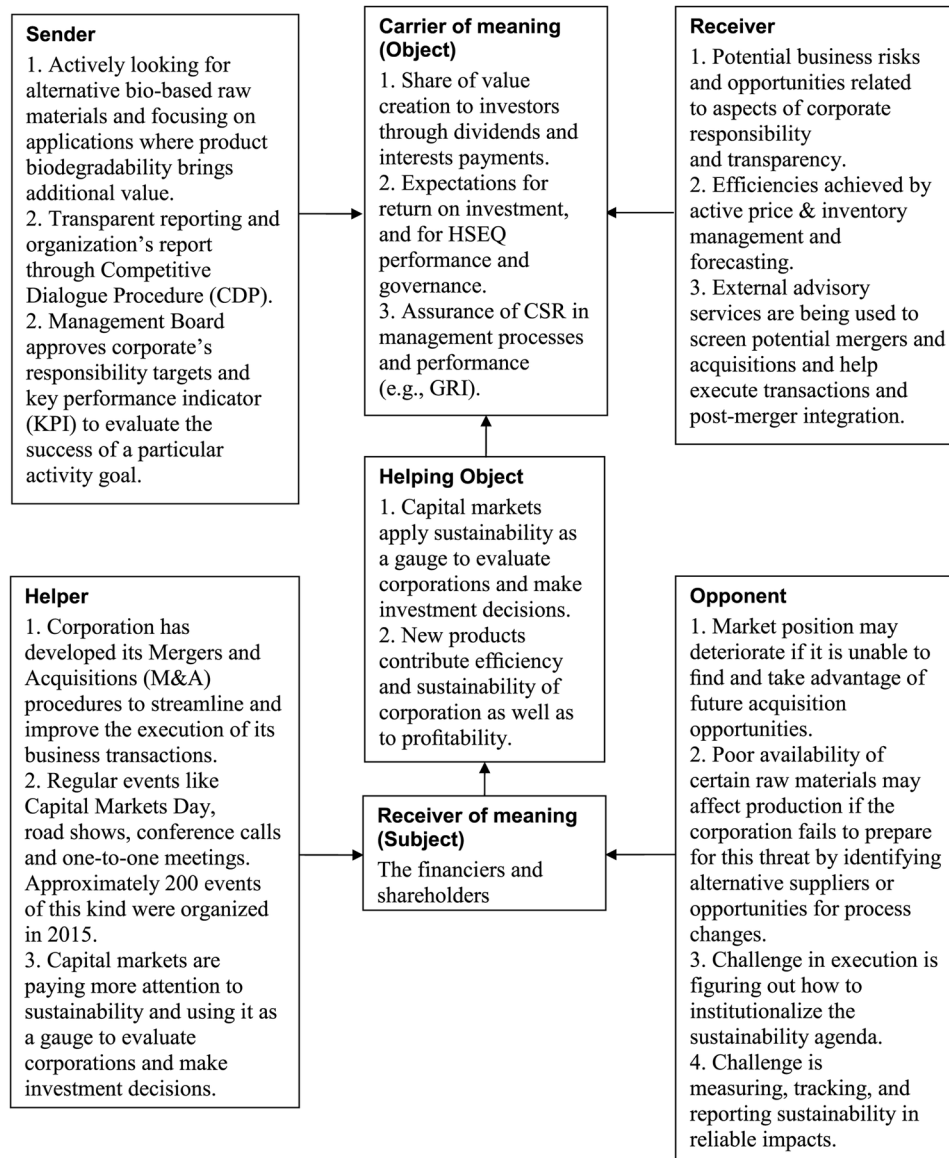 Sender
1. Actively looking for
alternative bio-based raw
materials and focusing on
applications where product
biodegradability brings
additional value.
2. Transparent reporting and
organization's report
through Competitive
Dialogue Procedure (CDP).
2. Management Board
approves corporate's
responsibility targets and
key performance indicator
(KPI) to evaluate the
success of a particular
activity goal.
Carrier of meaning
(Object)
1. Share of value
creation to investors
through dividends and
interests payments.
2. Expectations for
return on investment,
and for HSEQ
performance and
governance.
3. Assurance of CSR in
management processes
and performance
(e.g., GRI).
Receiver
1. Potential business risks
and opportunities related
to aspects of corporate
responsibility
and transparency.
2. Efficiencies achieved by
active price & inventory
management and
forecasting.
3. External advisory
services are being used to
screen potential mergers and
acquisitions and help
execute transactions and
post-merger integration.
Helping Object
1. Capital markets
apply sustainability as
a gauge to evaluate
corporations and make
investment decisions.
2. New products
contribute efficiency
and sustainability of
corporation as well as
to profitability.
Helper
1. Corporation has
developed its Mergers and
Acquisitions (M&A)
procedures to streamline and
improve the execution of its
business transactions.
2. Regular events like
Capital Markets Day,
road shows, conference calls
and one-to-one meetings.
Approximately 200 events
of this kind were organized
in 2015.
3. Capital markets are
paying more attention to
sustainability and using it as
a gauge to evaluate
corporations and make
investment decisions.
Receiver of meaning
(Subject)
The financiers and
shareholders
Opponent
1. Market position may
deteriorate if it is unable to
find and take advantage of
future acquisition
opportunities.
2. Poor availability of
certain raw materials may
affect production if the
corporation fails to prepare
for this threat by identifying
alternative suppliers or
opportunities for process
changes.
3. Challenge in execution is
figuring out how to
institutionalize the
sustainability agenda.
4. Challenge is
measuring, tracking, and
reporting sustainability in
reliable impacts.